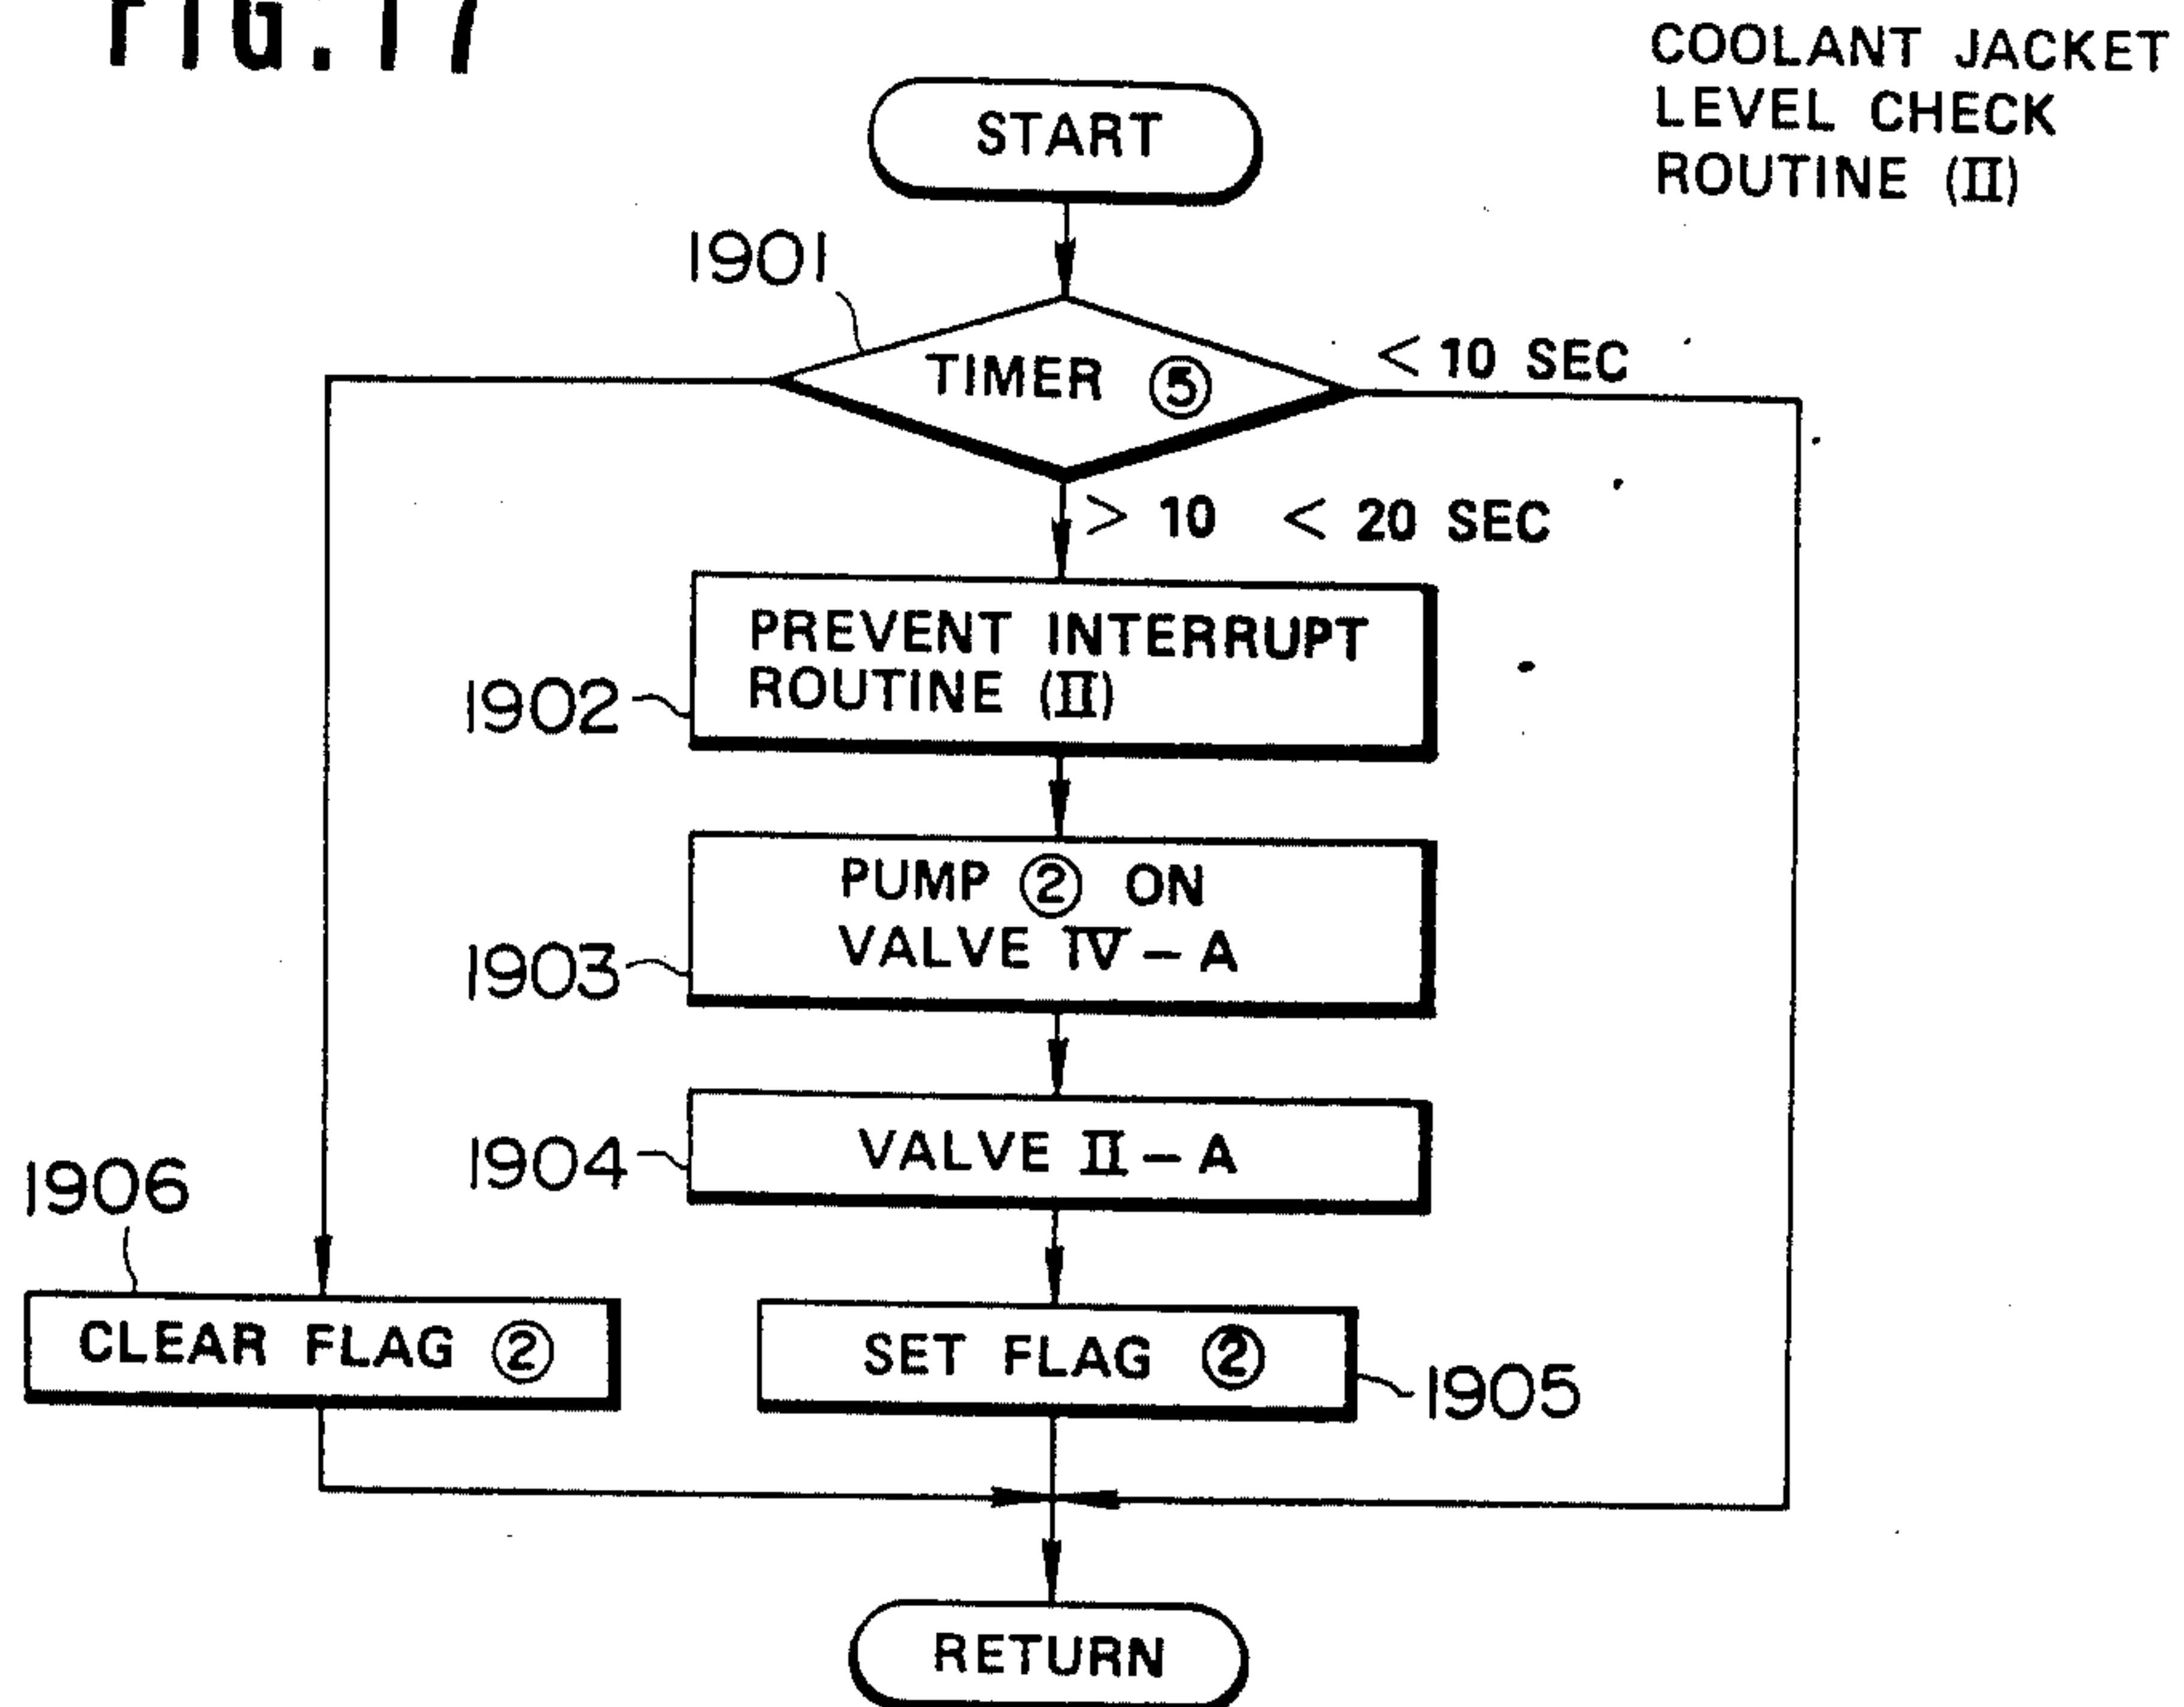 FIG.17
COOLANT JACKET
LEVEL CHECK
ROUTINE (II)
START
1901
TIMER ⑤
< 10 SEC
> 10 < 20 SEC
PREVENT INTERRUPT
ROUTINE (II)
1902
PUMP ② ON
VALVE IV – A
1903
VALVE II – A
1904
1906
CLEAR FLAG ②
SET FLAG ②
1905
RETURN